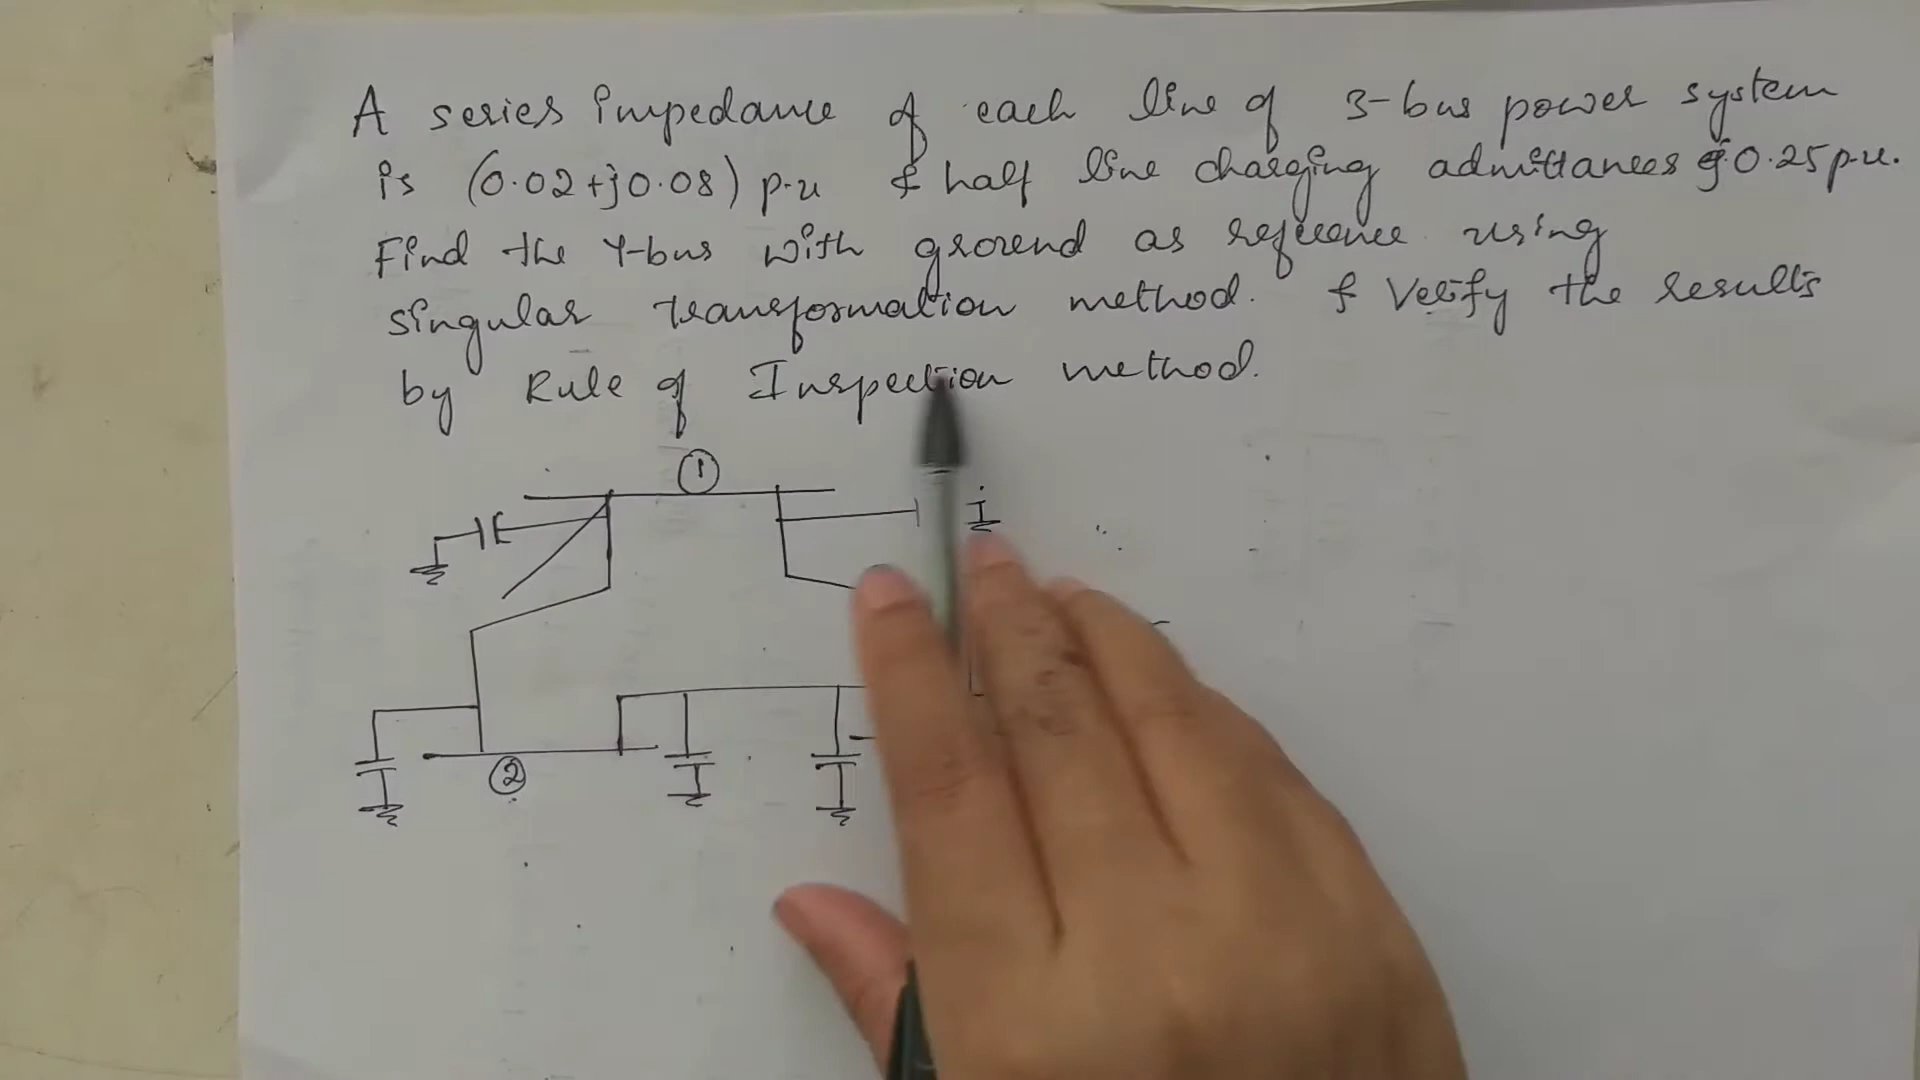 A series impedance of each line of 3-bus power system
is (0.02+j0.08) p.u & half line charging admittances j0.25p.u.
Find the Y-bus with ground as reference using
singular transformation method. & Verify the results
by Rule of Inspection method.
①
②